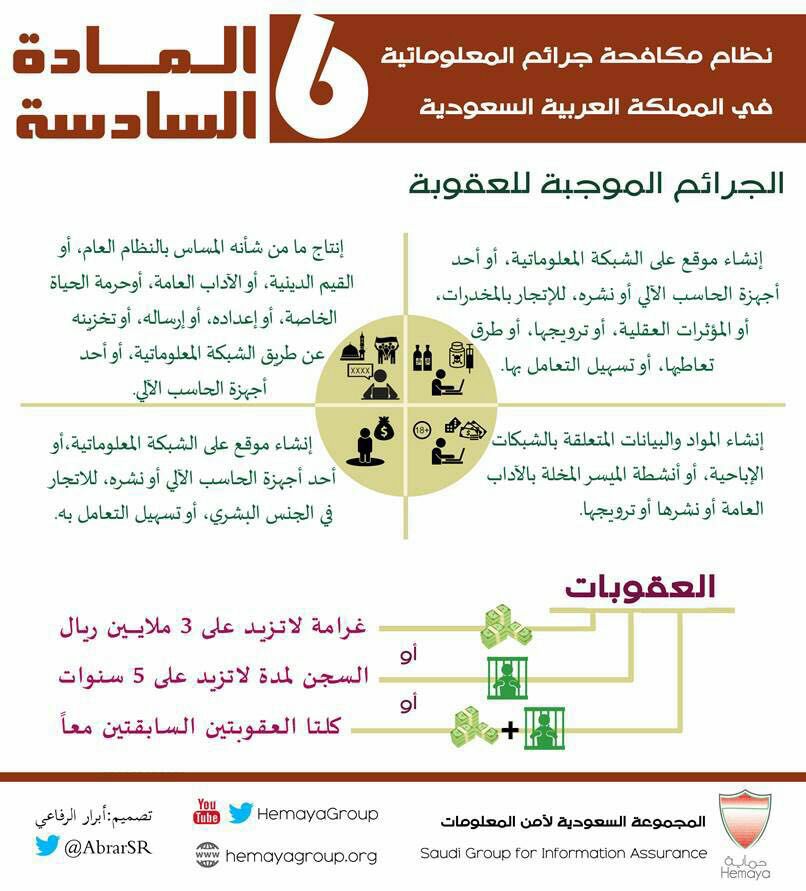 نظام مكافحة جرائم المعلوماتية
في المملكة العربية السعودية
6
المادة
السادسة
الجرائم الموجبة للعقوبة
إنشاء موقع على الشبكة المعلوماتية، أو أحد
أجهزة الحاسب الآلي أو نشره، للإتجار بالمخدرات،
أو المؤثرات العقلية، أو ترويجها، أو طرق
تعاطيها، أو تسهيل التعامل بها.
إنتاج ما من شأنه المساس بالنظام العام، أو
القيم الدينية، أو الآداب العامة، أوحرمة الحياة
الخاصة، أو إعداده، أو إرساله، أو تخزينه
عن طريق الشبكة المعلوماتية، أو أحد
أجهزة الحاسب الآلي.
XXXX
18+
$
إنشاء المواد والبيانات المتعلقة بالشبكات
الإباحية، أو أنشطة الميسر المخلة بالآداب
العامة أو نشرها أو ترويجها.
إنشاء موقع على الشبكة المعلوماتية،أو
أحد أجهزة الحاسب الآلي أو نشره، للاتجار
في الجنس البشري، أو تسهيل التعامل به.
العقوبات
غرامة لاتزيد على 3 ملايين ريال
أو
السجن لمدة لاتزيد على 5 سنوات
أو
كلتا العقوبتين السابقتين معاً
+
المجموعة السعودية لأمن المعلومات
Saudi Group for Information Assurance
حماية
Hemaya
You Tube
HemayaGroup
hemayagroup.org
تصميم:أبرار الرفاعي
@AbrarSR